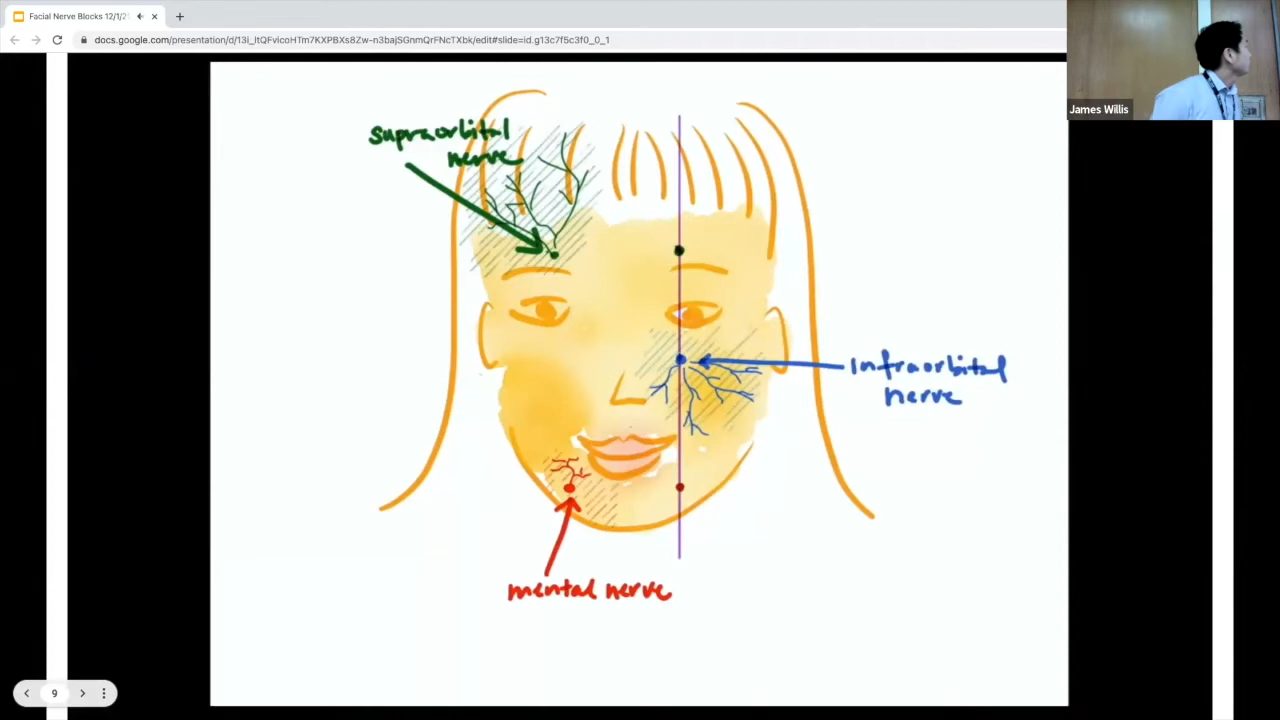 Facial Nerve Blocks 12/1/2
docs.google.com/presentation/d/13i_ItQFvicoHTm7KXPBXs8Zw-n3bajSGnmQrFNcTXbk/edit#slide=id.g13c7f5c3f0_0_1
James Willis
supraorbital
nerve
Infraorbital
nerve
mental nerve
9